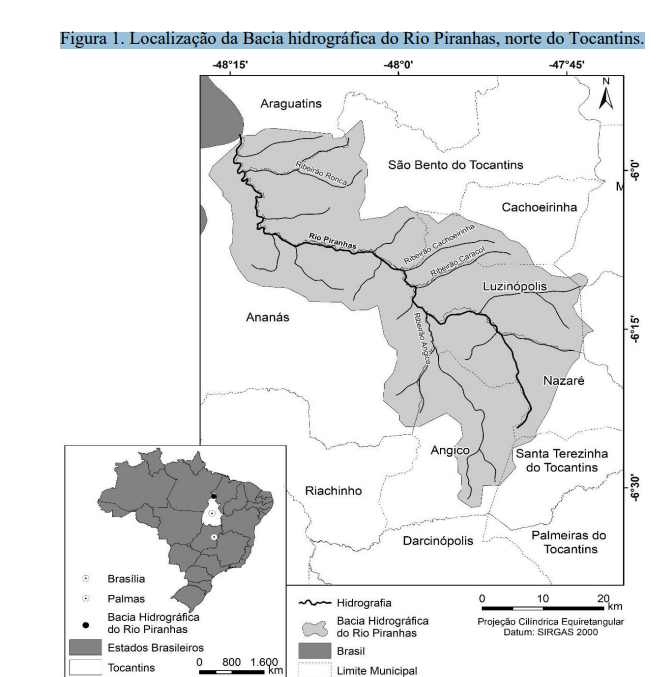 Figura 1. Localização da Bacia hidrográfica do Rio Piranhas, norte do Tocantins.
-48°15'
-48°0'
-47°45'
N
Araguatins
-6°0'
São Bento do Tocantins
Ribeirão Ronca
M
Cachoeirinha
Rio Piranhas
Ribeirão Cachoeirinha
Ribeirão Caracol
Luzinópolis
Ananás
Ribeirão Angico
-6°15'
Nazaré
Angico
Santa Terezinha
do Tocantins
Riachinho
-6°30'
Darcinópolis
Palmeiras do
Tocantins
Brasília
Palmas
Bacia Hidrográfica
do Rio Piranhas
Estados Brasileiros
Tocantins
0 800 1.600
km
Hidrografia
Bacia Hidrográfica
do Rio Piranhas
Brasil
Limite Municipal
0 10 20
km
Projeção Cilíndrica Equiretangular
Datum: SIRGAS 2000